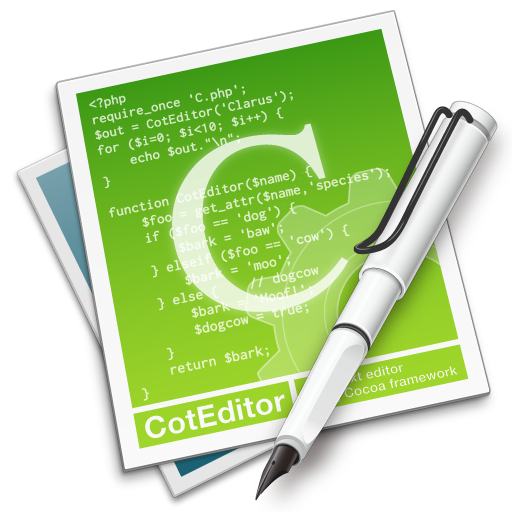 <?php
require_once 'C.php';
$out = CotEditor('Clarus');
for ($i=0; $i<10; $i++) {
echo $out."\n";
}
function CotEditor($name) {
$foo = get_attr($name,'species');
if ($foo == 'dog') {
$bark = 'baw';
} elseif ($foo == 'cow') {
$bark = 'moo';
} else { // dogcow
$bark = 'Moof!';
$dogcow = true;
}
return $bark;
}
C
CotEditor
editor
Cocoa framework